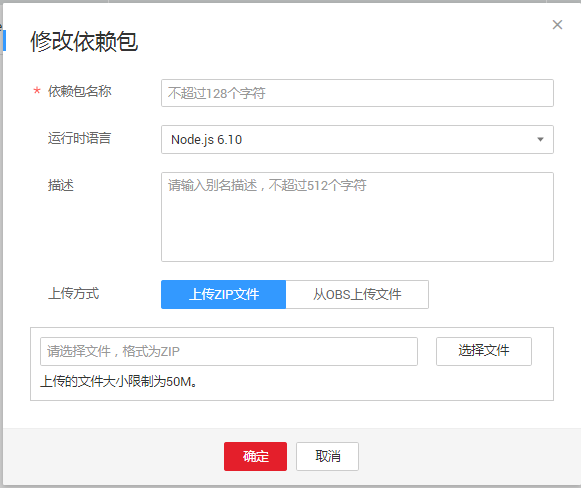 修改依赖包
* 依赖包名称 不超过128个字符
运行时语言 Node.js 6.10
描述 请输入别名描述，不超过512个字符
上传方式 上传ZIP文件 从OBS上传文件
请选择文件，格式为ZIP 选择文件
上传的文件大小限制为50M。
确定 取消